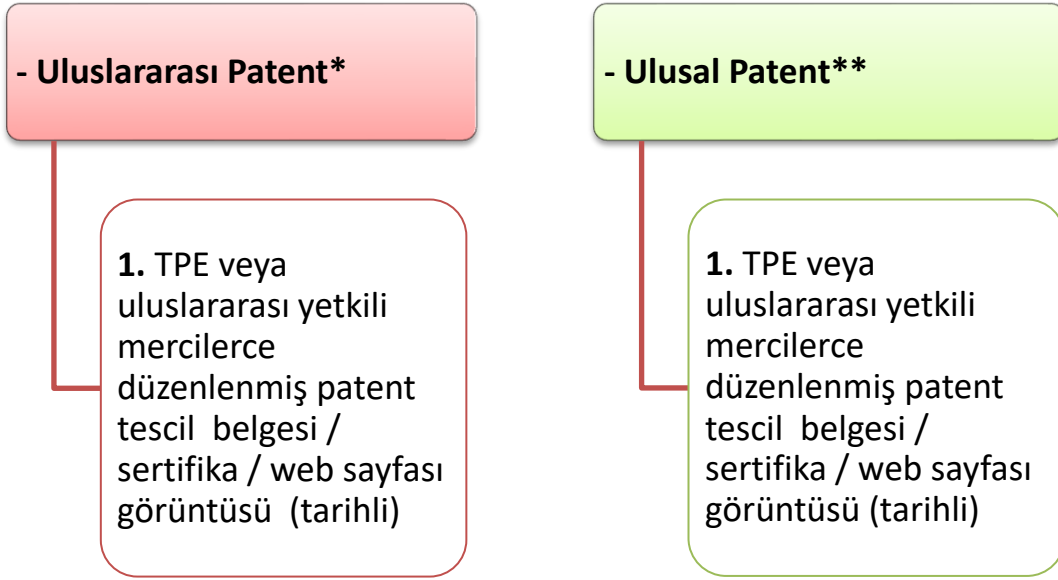 - Uluslararası Patent*
1. TPE veya
uluslararası yetkili
mercilerce
düzenlenmiş patent
tescil  belgesi /
sertifika / web sayfası
görüntüsü  (tarihli)
- Ulusal Patent**
1. TPE veya
uluslararası yetkili
mercilerce
düzenlenmiş patent
tescil  belgesi /
sertifika / web sayfası
görüntüsü (tarihli)